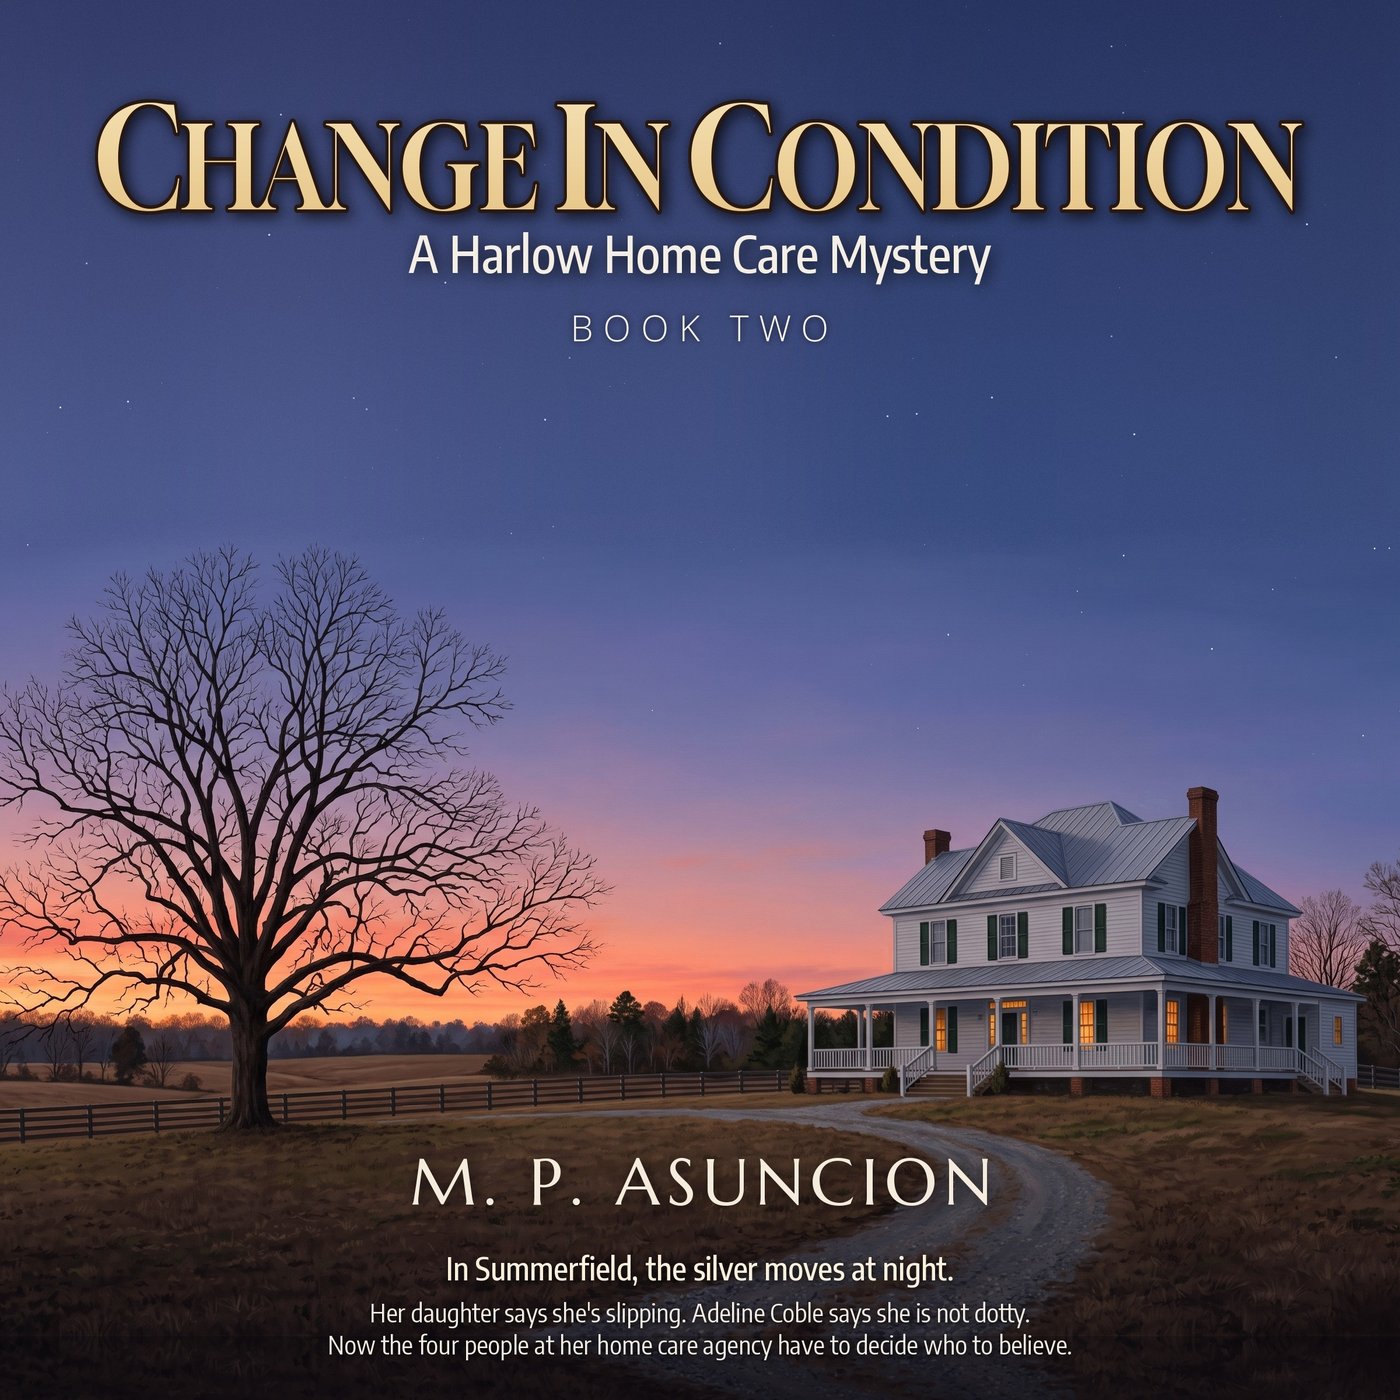 CHANGE IN CONDITION
A Harlow Home Care Mystery
BOOK TWO
M. P. ASUNCION
In Summerfield, the silver moves at night.
Her daughter says she's slipping. Adeline Coble says she is not dotty.
Now the four people at her home care agency have to decide who to believe.